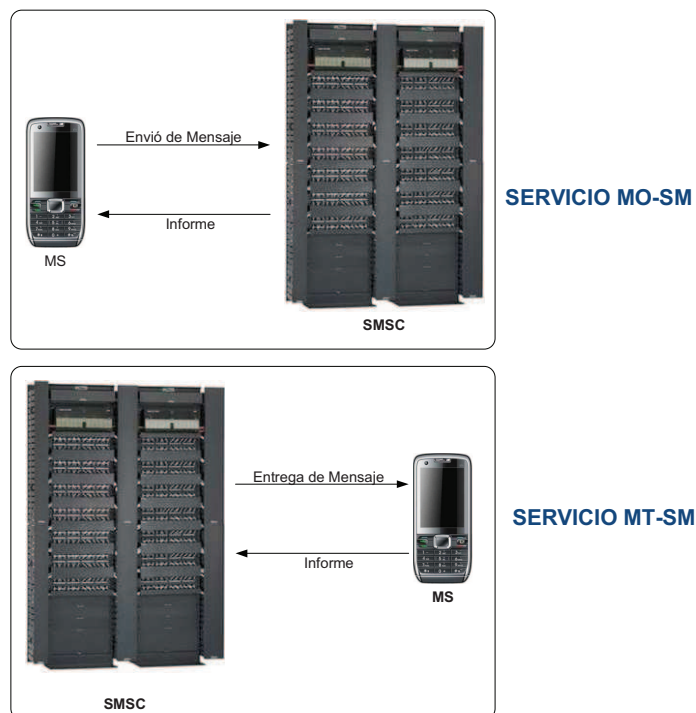 Envió de Mensaje
Informe
MS
SMSC
SERVICIO MO-SM
Entrega de Mensaje
Informe
MS
SMSC
SERVICIO MT-SM